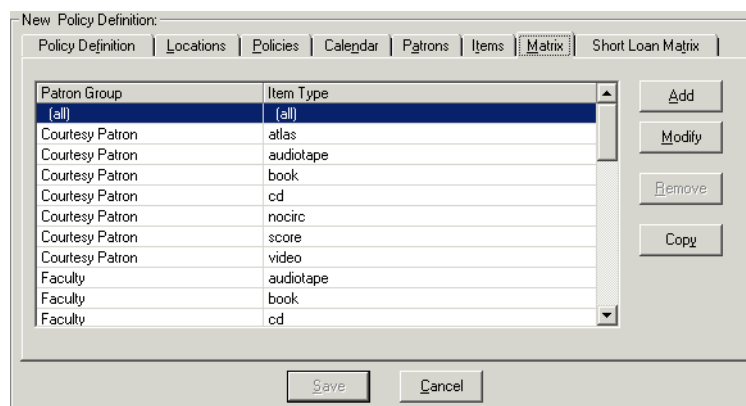 New Policy Definition:
Policy Definition Locations Policies Calendar Patrons Items Matrix Short Loan Matrix
Patron Group Item Type
(all) (all)
Courtesy Patron atlas
Courtesy Patron audiotape
Courtesy Patron book
Courtesy Patron cd
Courtesy Patron nocirc
Courtesy Patron score
Courtesy Patron video
Faculty audiotape
Faculty book
Faculty cd
Add
Modify
Remove
Copy
Save Cancel